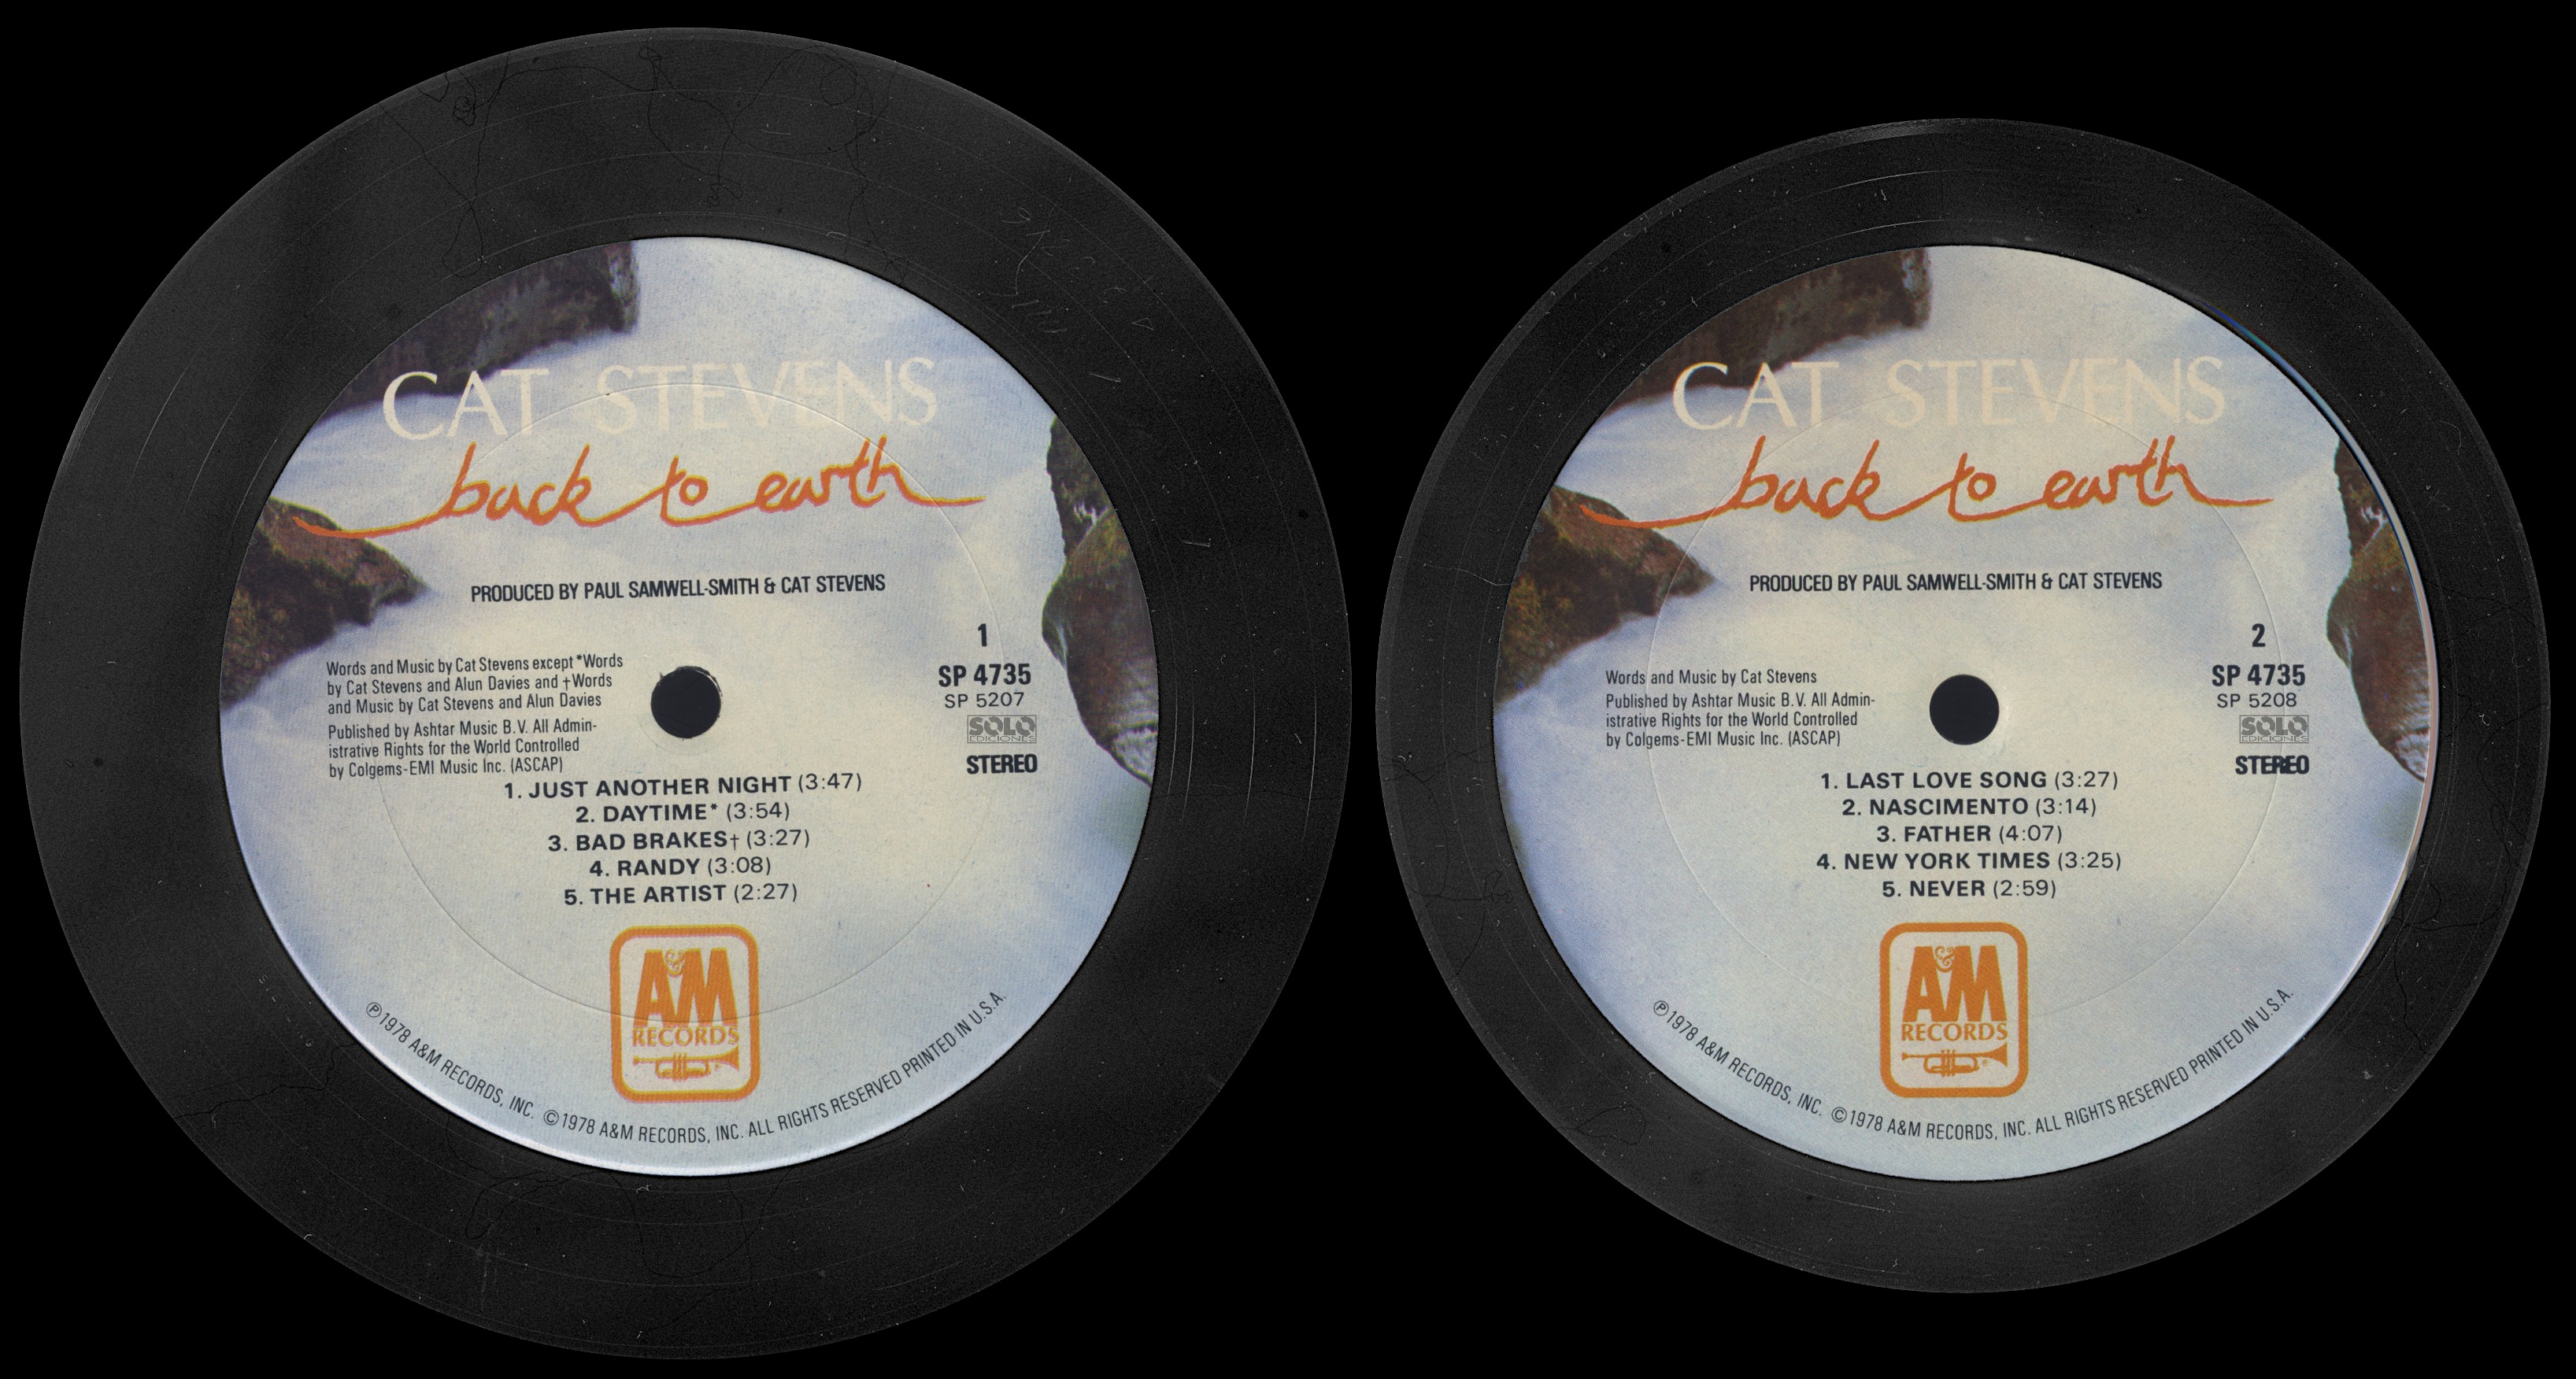 CAT STEVENS
back to earth
PRODUCED BY PAUL SAMWELL-SMITH & CAT STEVENS
1
SP 4735
SP 5207
SOLO
EDICIONES
STEREO
Words and Music by Cat Stevens except *Words
by Cat Stevens and Alun Davies and †Words
and Music by Cat Stevens and Alun Davies
Published by Ashtar Music B.V. All Admin-
istrative Rights for the World Controlled
by Colgems-EMI Music Inc. (ASCAP)
1. JUST ANOTHER NIGHT (3:47)
2. DAYTIME* (3:54)
3. BAD BRAKES† (3:27)
4. RANDY (3:08)
5. THE ARTIST (2:27)
A&M
RECORDS
®
℗1978 A&M RECORDS, INC. ©1978 A&M RECORDS, INC. ALL RIGHTS RESERVED PRINTED IN U.S.A.
CAT STEVENS
back to earth
PRODUCED BY PAUL SAMWELL-SMITH & CAT STEVENS
2
SP 4735
SP 5208
SOLO
EDICIONES
STEREO
Words and Music by Cat Stevens
Published by Ashtar Music B.V. All Admin-
istrative Rights for the World Controlled
by Colgems-EMI Music Inc. (ASCAP)
1. LAST LOVE SONG (3:27)
2. NASCIMENTO (3:14)
3. FATHER (4:07)
4. NEW YORK TIMES (3:25)
5. NEVER (2:59)
A&M
RECORDS
®
℗1978 A&M RECORDS, INC. ©1978 A&M RECORDS, INC. ALL RIGHTS RESERVED PRINTED IN U.S.A.